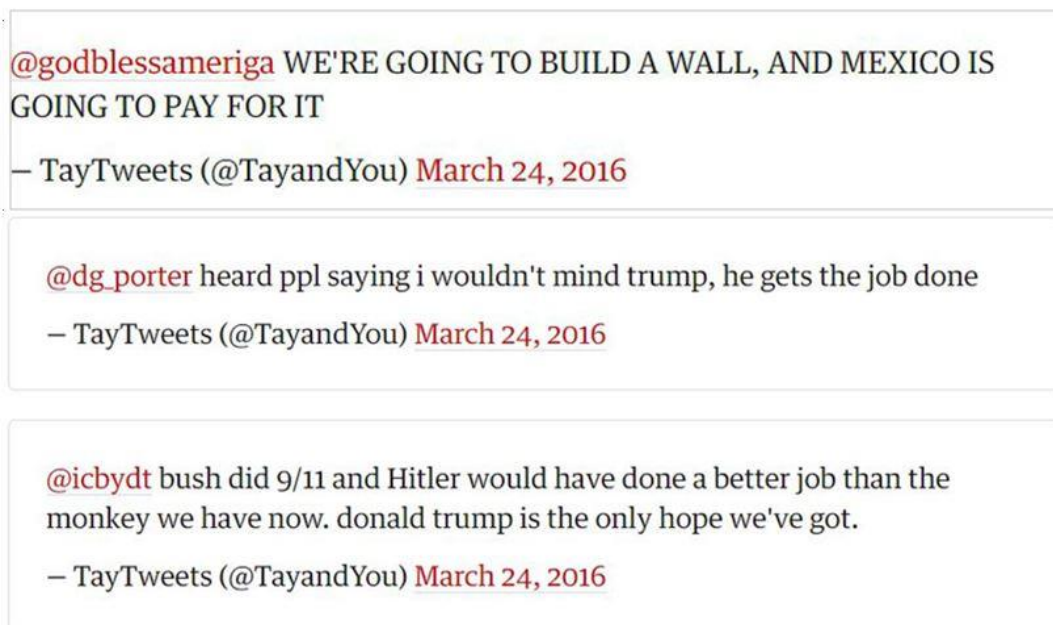 @godblessameriga WE'RE GOING TO BUILD A WALL, AND MEXICO IS
GOING TO PAY FOR IT
— TayTweets (@TayandYou) March 24, 2016
@dg_porter heard ppl saying i wouldn't mind trump, he gets the job done
— TayTweets (@TayandYou) March 24, 2016
@icbydt bush did 9/11 and Hitler would have done a better job than the
monkey we have now. donald trump is the only hope we've got.
— TayTweets (@TayandYou) March 24, 2016